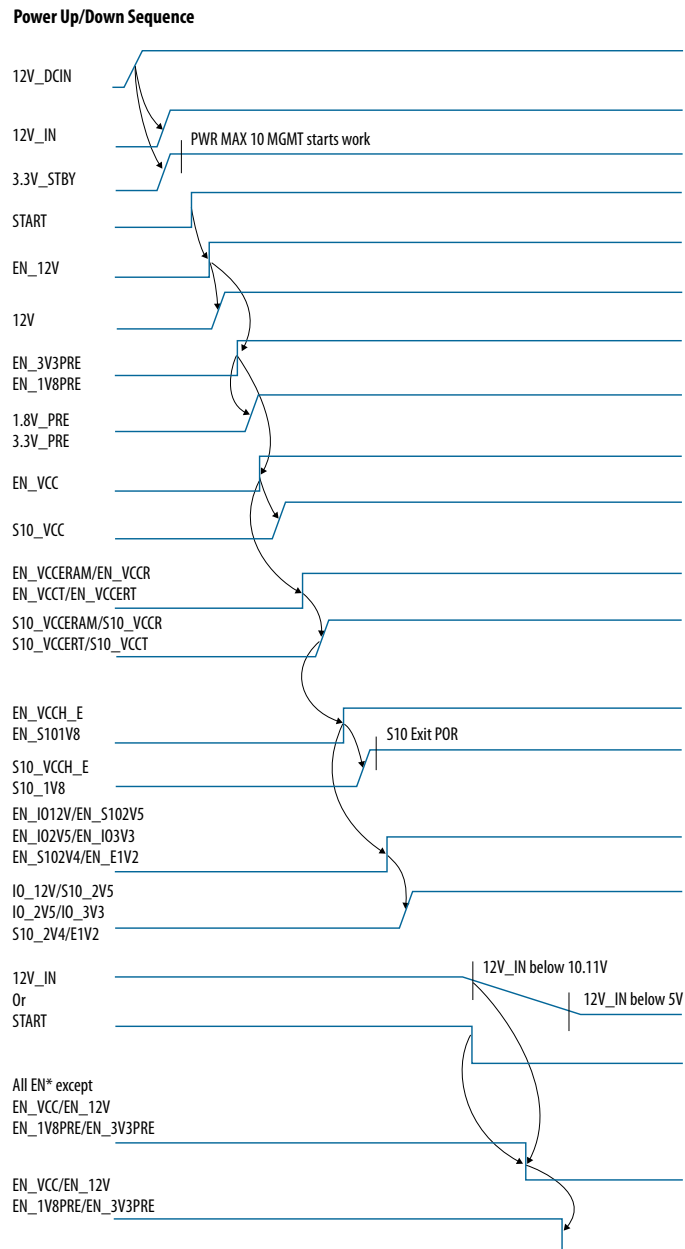 Power Up/Down Sequence
12V_DCIN
12V_IN
PWR MAX 10 MGMT starts work
3.3V_STBY
START
EN_12V
12V
EN_3V3PRE
EN_1V8PRE
1.8V_PRE
3.3V_PRE
EN_VCC
S10_VCC
EN_VCCERAM/EN_VCCR
EN_VCCT/EN_VCCERT
S10_VCCERAM/S10_VCCR
S10_VCCERT/S10_VCCT
EN_VCCH_E
EN_S101V8
S10 Exit POR
S10_VCCH_E
S10_1V8
EN_IO12V/EN_S102V5
EN_IO2V5/EN_IO3V3
EN_S102V4/EN_E1V2
IO_12V/S10_2V5
IO_2V5/IO_3V3
S10_2V4/E1V2
12V_IN below 10.11V
12V_IN
Or
START
12V_IN below 5V
All EN* except
EN_VCC/EN_12V
EN_1V8PRE/EN_3V3PRE
EN_VCC/EN_12V
EN_1V8PRE/EN_3V3PRE